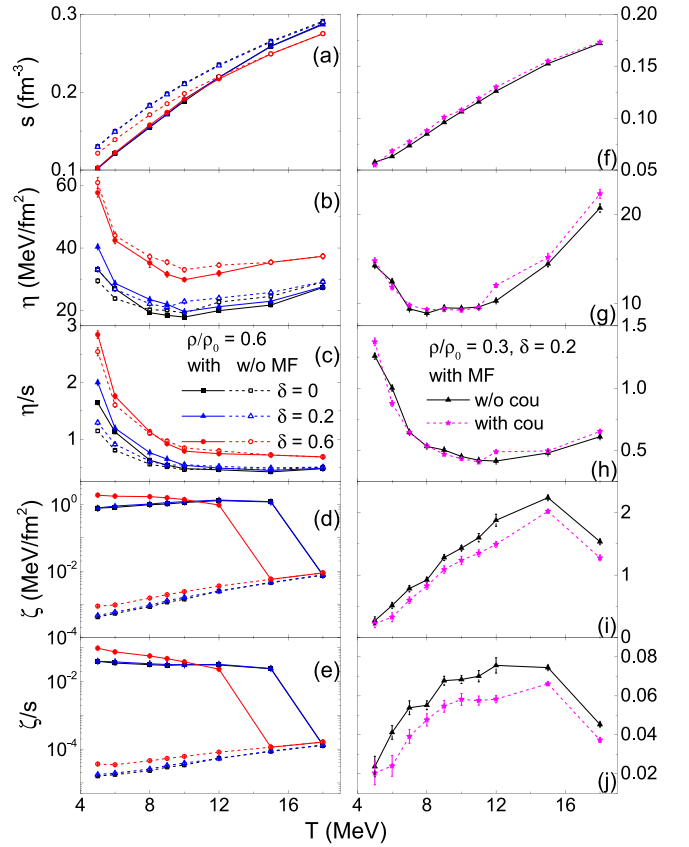 0.3
0.2
0.1
s (fm⁻³)
(a)
0.20
0.15
0.10
0.05
(f)
60
40
20
η (MeV/fm²)
(b)
20
10
(g)
3
2
1
η/s
(c)
ρ/ρ₀ = 0.6
with w/o MF
δ = 0
δ = 0.2
δ = 0.6
1.5
1.0
0.5
ρ/ρ₀ = 0.3, δ = 0.2
with MF
w/o cou
with cou
(h)
10⁰
10⁻²
10⁻⁴
ζ (MeV/fm²)
(d)
2
1
0
(i)
10⁻²
10⁻⁴
ζ/s
(e)
0.08
0.06
0.04
0.02
(j)
4 8 12 16
4 8 12 16
T (MeV)